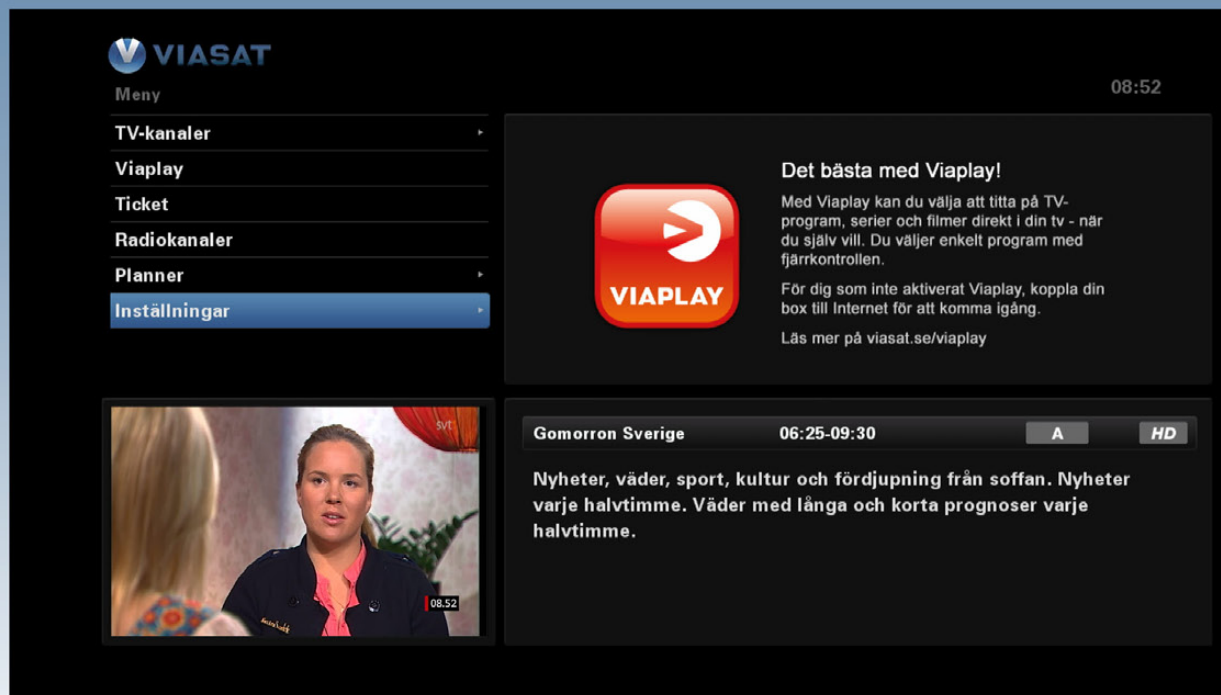 VIASAT
Meny
08:52
TV-kanaler
Viaplay
Ticket
Radiokanaler
Planner
Inställningar
VIAPLAY
Det bästa med Viaplay!
Med Viaplay kan du välja att titta på TV-
program, serier och filmer direkt i din tv - när
du själv vill. Du väljer enkelt program med
fjärrkontrollen.
För dig som inte aktiverat Viaplay, koppla din
box till Internet för att komma igång.
Läs mer på viasat.se/viaplay
svt
08.52
Gomorron Sverige 06:25-09:30 A HD
Nyheter, väder, sport, kultur och fördjupning från soffan. Nyheter
varje halvtimme. Väder med långa och korta prognoser varje
halvtimme.